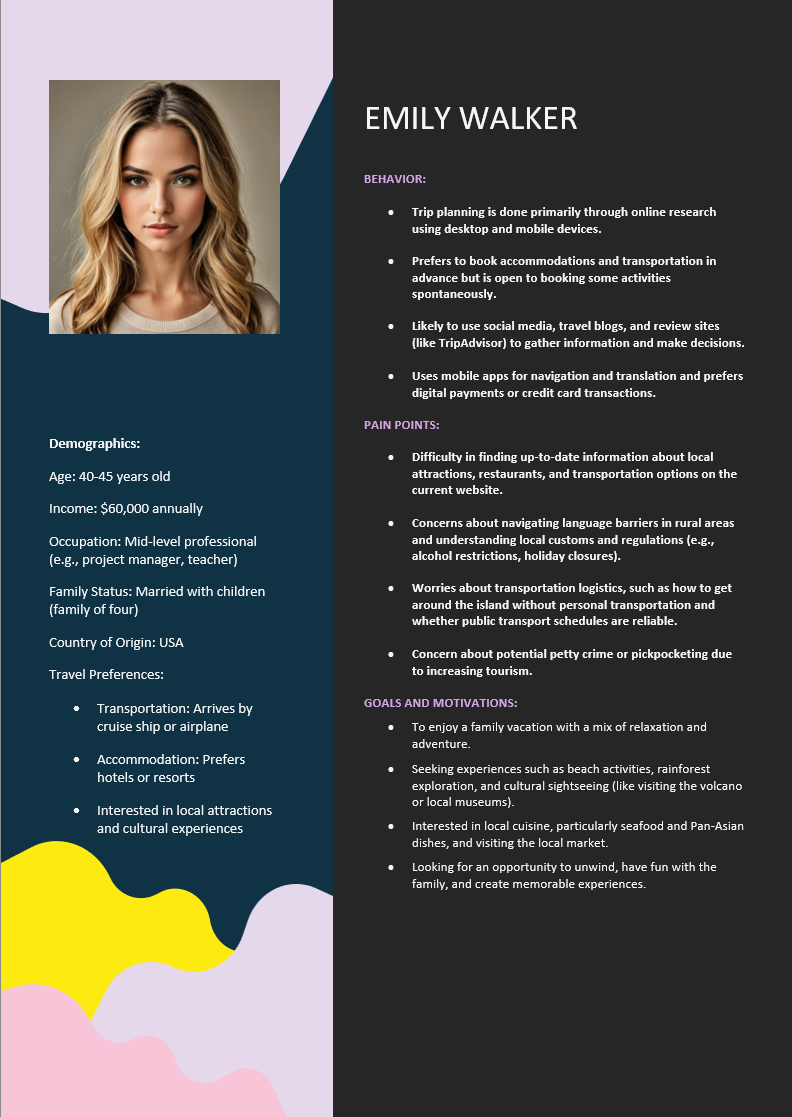 EMILY WALKER
BEHAVIOR:
• Trip planning is done primarily through online research
using desktop and mobile devices.
• Prefers to book accommodations and transportation in
advance but is open to booking some activities
spontaneously.
• Likely to use social media, travel blogs, and review sites
(like TripAdvisor) to gather information and make decisions.
• Uses mobile apps for navigation and translation and prefers
digital payments or credit card transactions.
PAIN POINTS:
• Difficulty in finding up-to-date information about local
attractions, restaurants, and transportation options on the
current website.
• Concerns about navigating language barriers in rural areas
and understanding local customs and regulations (e.g.,
alcohol restrictions, holiday closures).
• Worries about transportation logistics, such as how to get
around the island without personal transportation and
whether public transport schedules are reliable.
• Concern about potential petty crime or pickpocketing due
to increasing tourism.
GOALS AND MOTIVATIONS:
• To enjoy a family vacation with a mix of relaxation and
adventure.
• Seeking experiences such as beach activities, rainforest
exploration, and cultural sightseeing (like visiting the volcano
or local museums).
• Interested in local cuisine, particularly seafood and Pan-Asian
dishes, and visiting the local market.
• Looking for an opportunity to unwind, have fun with the
family, and create memorable experiences.
Demographics:
Age: 40-45 years old
Income: $60,000 annually
Occupation: Mid-level professional
(e.g., project manager, teacher)
Family Status: Married with children
(family of four)
Country of Origin: USA
Travel Preferences:
• Transportation: Arrives by
cruise ship or airplane
• Accommodation: Prefers
hotels or resorts
• Interested in local attractions
and cultural experiences